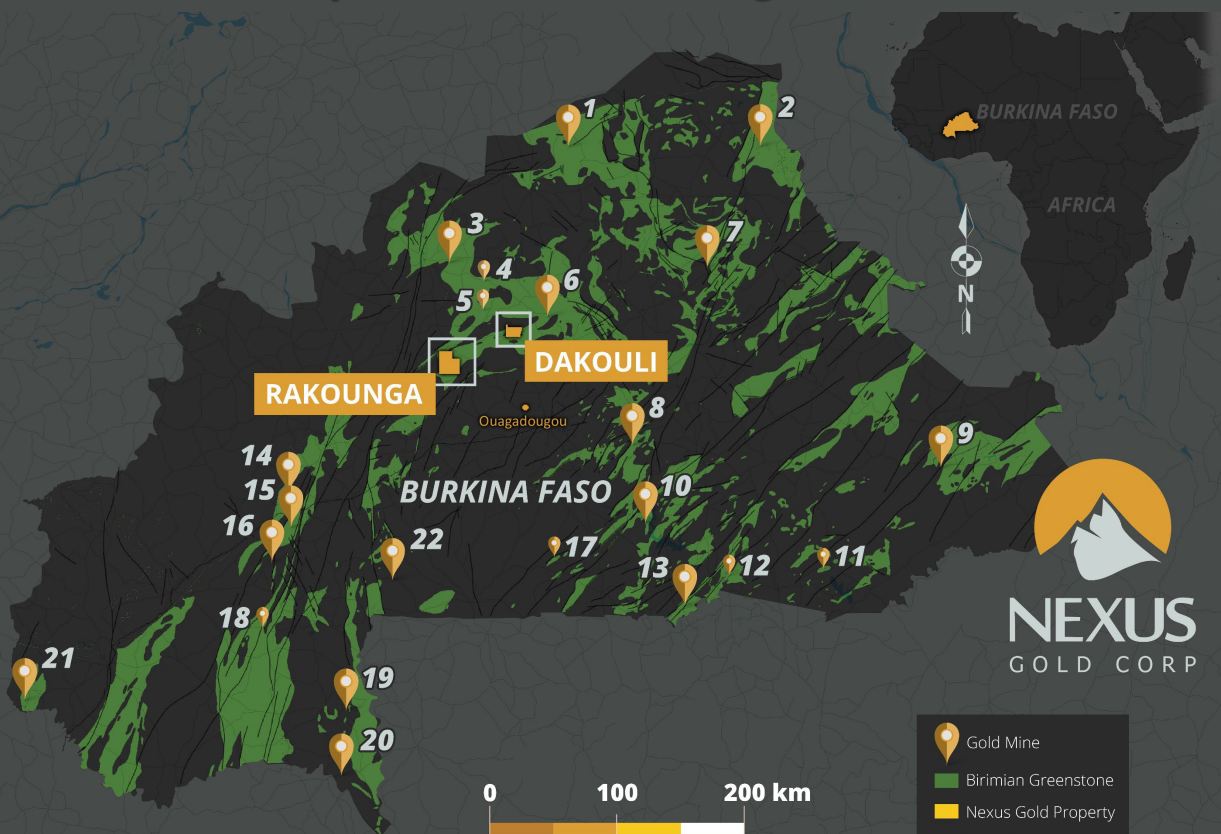 1
2
BURKINA FASO
AFRICA
N
3
4
5
6
7
DAKOULI
RAKOUNGA
Ouagadougou
8
9
14
15
16
BURKINA FASO
10
22
17
13
12
11
18
21
19
20
NEXUS
GOLD CORP
Gold Mine
Birimian Greenstone
Nexus Gold Property
0 100 200 km